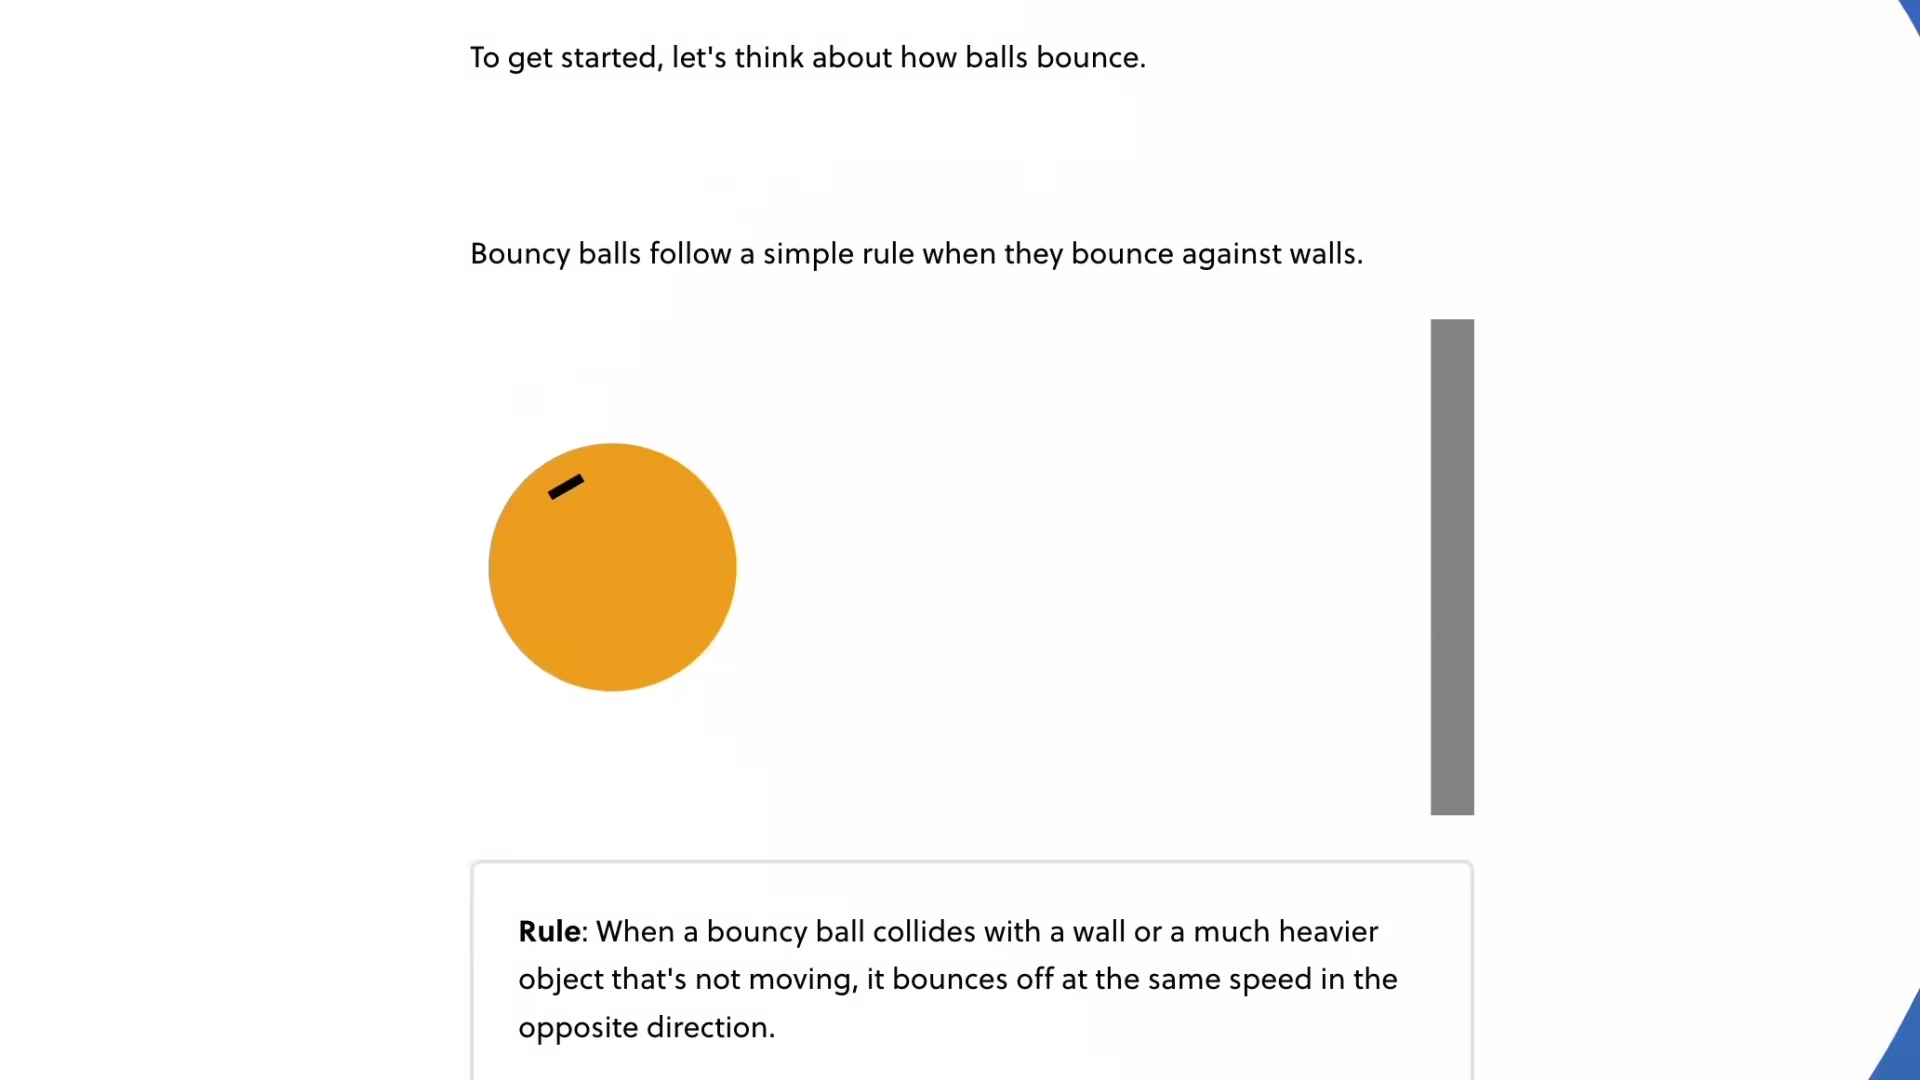 To get started, let's think about how balls bounce.
Bouncy balls follow a simple rule when they bounce against walls.
Rule: When a bouncy ball collides with a wall or a much heavier
object that's not moving, it bounces off at the same speed in the
opposite direction.